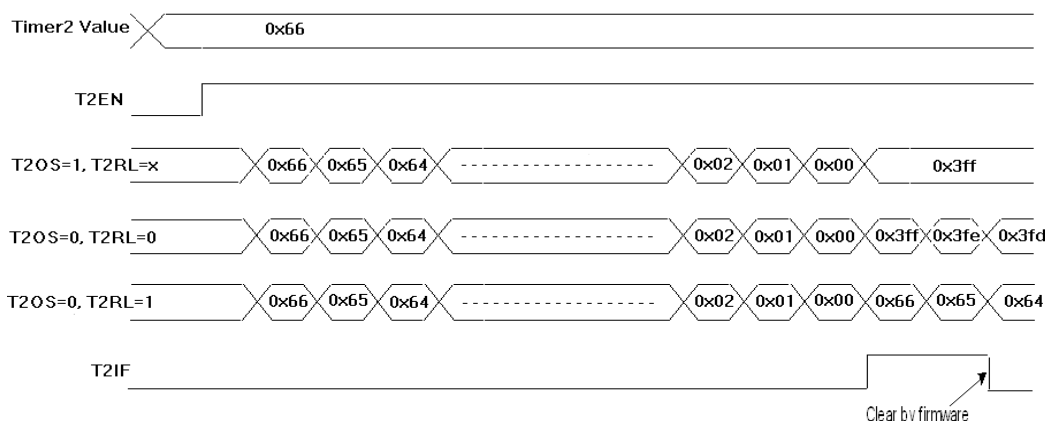 Timer2 Value 0x66
T2EN
T2OS=1, T2RL=x 0x66 0x65 0x64 0x02 0x01 0x00 0x3ff
T2OS=0, T2RL=0 0x66 0x65 0x64 0x02 0x01 0x00 0x3ff 0x3fe 0x3fd
T2OS=0, T2RL=1 0x66 0x65 0x64 0x02 0x01 0x00 0x66 0x65 0x64
T2IF
Clear by firmware